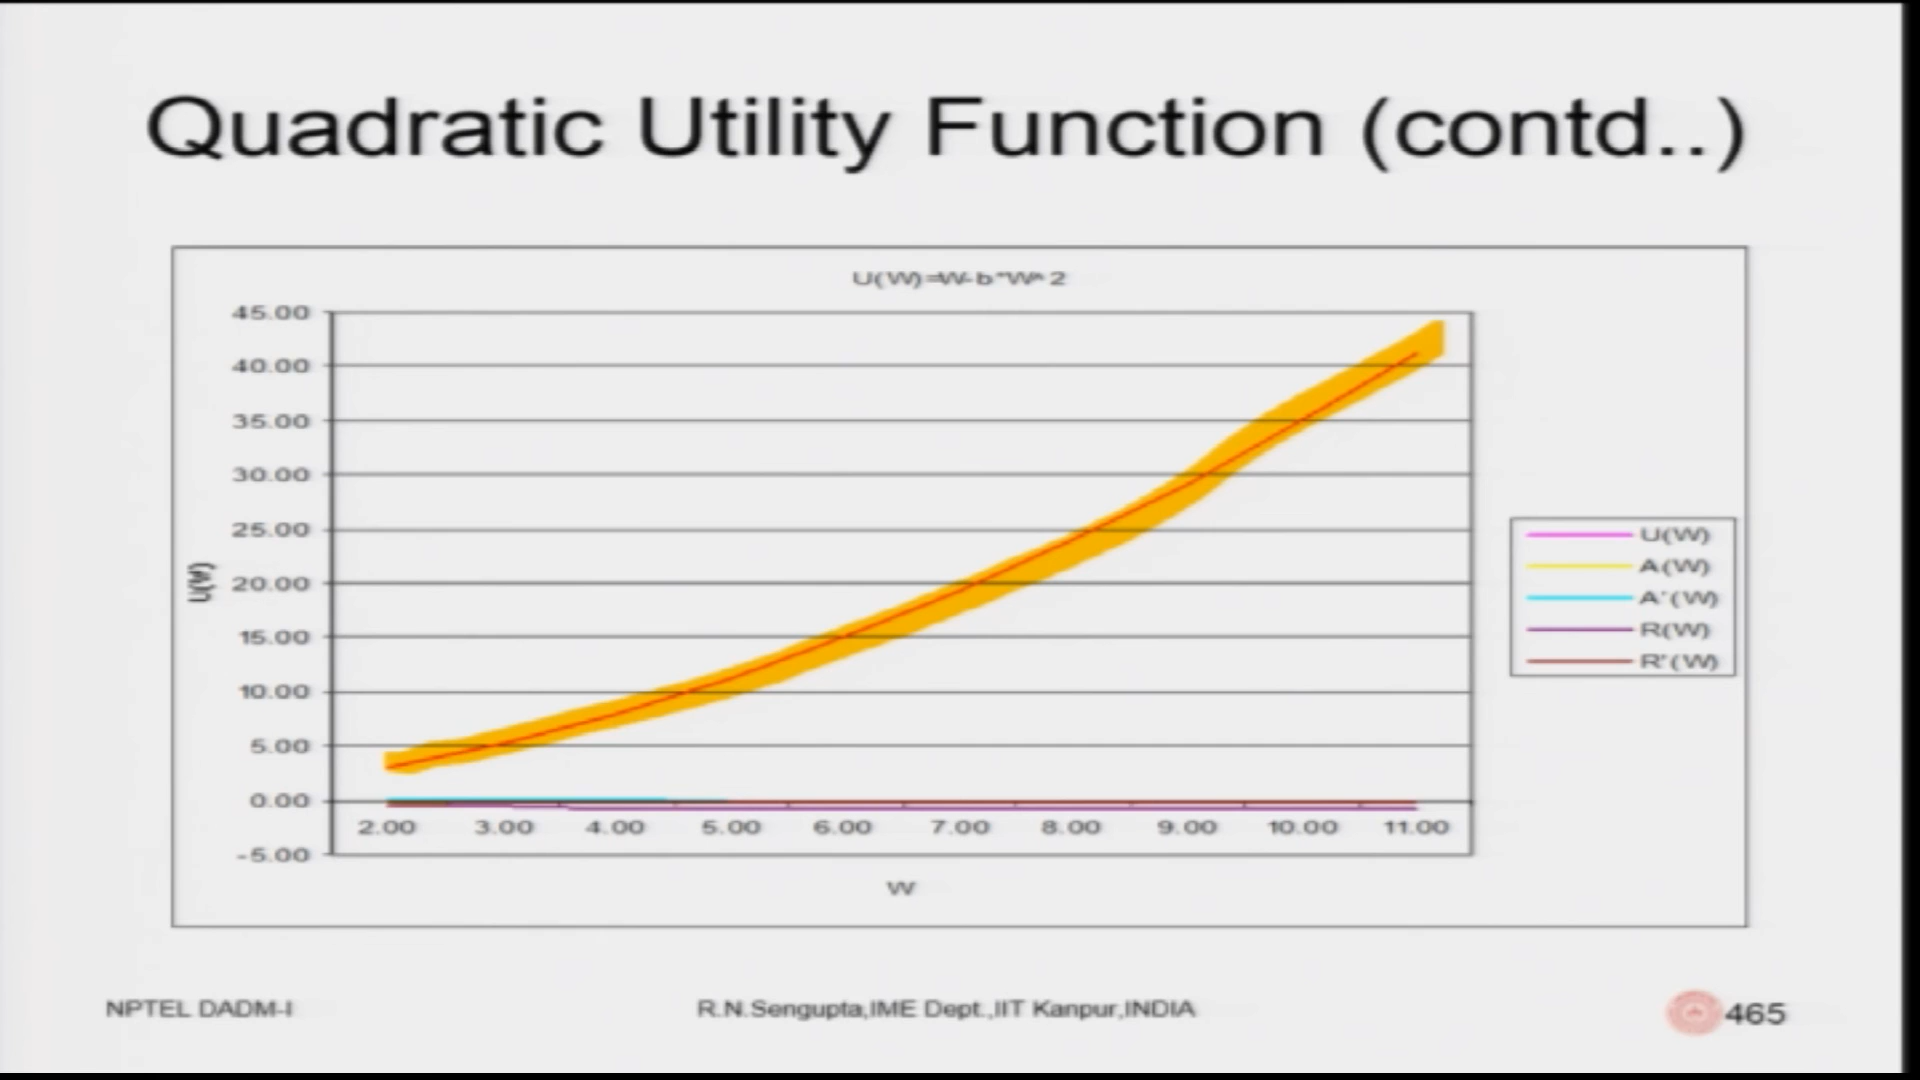 Quadratic Utility Function (contd..)
U(W)=W-b*W^2
45.00
40.00
35.00
30.00
25.00
20.00
15.00
10.00
5.00
0.00
-5.00
U(W)
2.00 3.00 4.00 5.00 6.00 7.00 8.00 9.00 10.00 11.00
W
U(W)
A(W)
A'(W)
R(W)
R'(W)
NPTEL DADM-I
R.N.Sengupta,IME Dept.,IIT Kanpur,INDIA
465